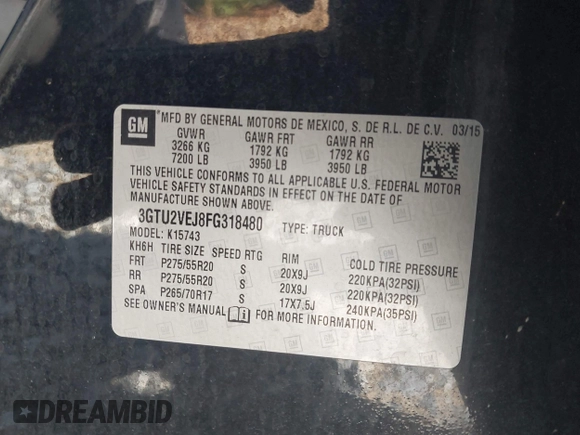 GM MFD BY GENERAL MOTORS DE MEXICO, S. DE R.L. DE C.V. 03/15
GVWR GAWR FRT GAWR RR
3266 KG 1792 KG 1792 KG
7200 LB 3950 LB 3950 LB
THIS VEHICLE CONFORMS TO ALL APPLICABLE U.S. FEDERAL MOTOR
VEHICLE SAFETY STANDARDS IN EFFECT ON THE DATE OF
MANUFACTURE SHOWN ABOVE.
3GTU2VEJ8FG318480 TYPE: TRUCK
MODEL: K15743
KH6H TIRE SIZE SPEED RTG RIM COLD TIRE PRESSURE
FRT P275/55R20 S 20X9J 220KPA(32PSI)
RR P275/55R20 S 20X9J 220KPA(32PSI)
SPA P265/70R17 S 17X7.5J 240KPA(35PSI)
SEE OWNER'S MANUAL FOR MORE INFORMATION.
DREAMBID